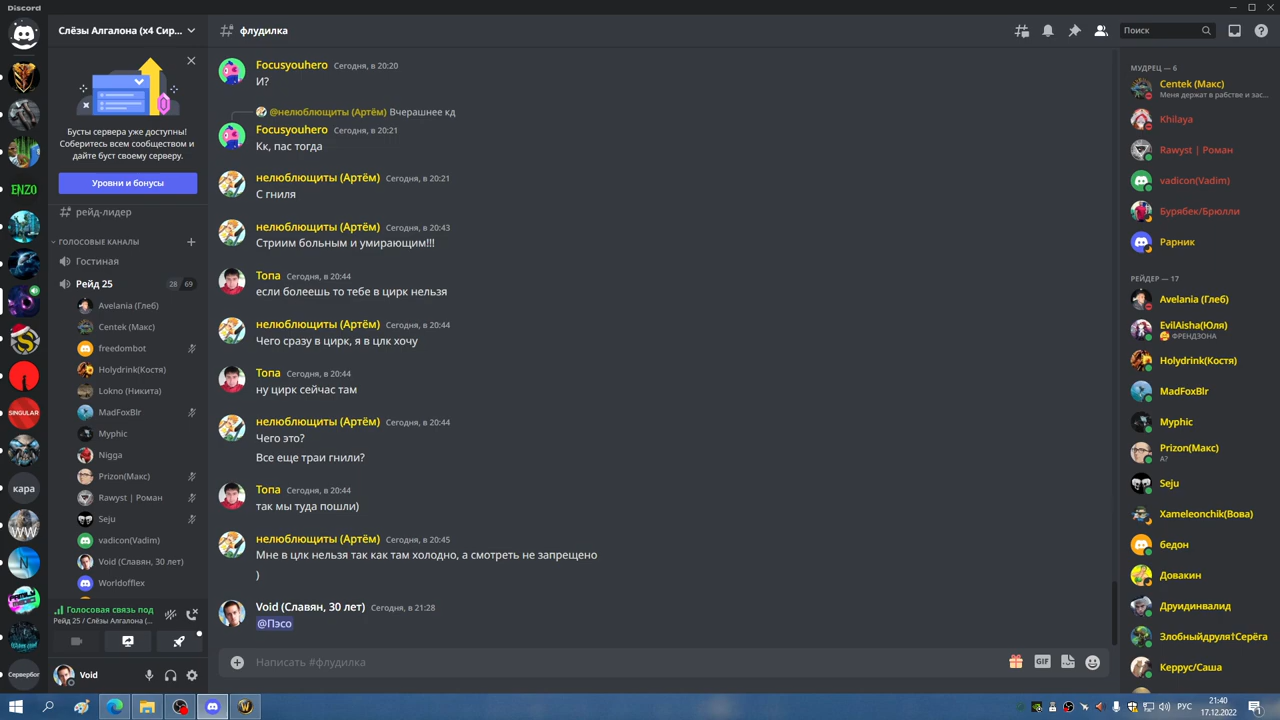 Discord
Слёзы Алгалона (x4 Сир...
флудилка
Поиск
Бусты сервера уже доступны!
Соберитесь всем сообществом и
дайте буст своему серверу.
Уровни и бонусы
рейд-лидер
ГОЛОСОВЫЕ КАНАЛЫ
Гостиная
Рейд 25 28 69
Avelania (Глеб)
Centek (Макс)
freedombot
Holydrink(Костя)
Lokno (Никита)
MadFoxBlr
Myphic
Nigga
Prizon(Макс)
Rawyst | Роман
Seju
vadicon(Vadim)
Void (Славян, 30 лет)
Worldofflex
Голосовая связь под
Рейд 25 / Слёзы Алгалона (...
Void
ENZO
SINGULAR
кара
WW
N
Сервербог
Focusyouhero Сегодня, в 20:20
И?
@нелюблющиты (Артём) Вчерашнее кд
Focusyouhero Сегодня, в 20:21
Кк, пас тогда
нелюблющиты (Артём) Сегодня, в 20:21
С гниля
нелюблющиты (Артём) Сегодня, в 20:43
Стриим больным и умирающим!!!
Топа Сегодня, в 20:44
если болеешь то тебе в цирк нельзя
нелюблющиты (Артём) Сегодня, в 20:44
Чего сразу в цирк, я в цлк хочу
Топа Сегодня, в 20:44
ну цирк сейчас там
нелюблющиты (Артём) Сегодня, в 20:44
Чего это?
Все еще траи гнили?
Топа Сегодня, в 20:44
так мы туда пошли)
нелюблющиты (Артём) Сегодня, в 20:45
Мне в цлк нельзя так как там холодно, а смотреть не запрещено
)
Void (Славян, 30 лет) Сегодня, в 21:28
@Пэсо
Написать #флудилка
GIF
МУДРЕЦ — 6
Centek (Макс)
Меня держат в рабстве и зас...
Khilaya
Rawyst | Роман
vadicon(Vadim)
Бурябек/Брюлли
Рарник
РЕЙДЕР — 17
Avelania (Глеб)
EvilAisha(Юля)
ФРЕНДЗОНА
Holydrink(Костя)
MadFoxBlr
Myphic
Prizon(Макс)
А?
Seju
Xameleonchik(Вова)
бедон
Довакин
Друидинвалид
Злобныйдруля†Серёга
Керрус/Саша
РУС
21:40
17.12.2022